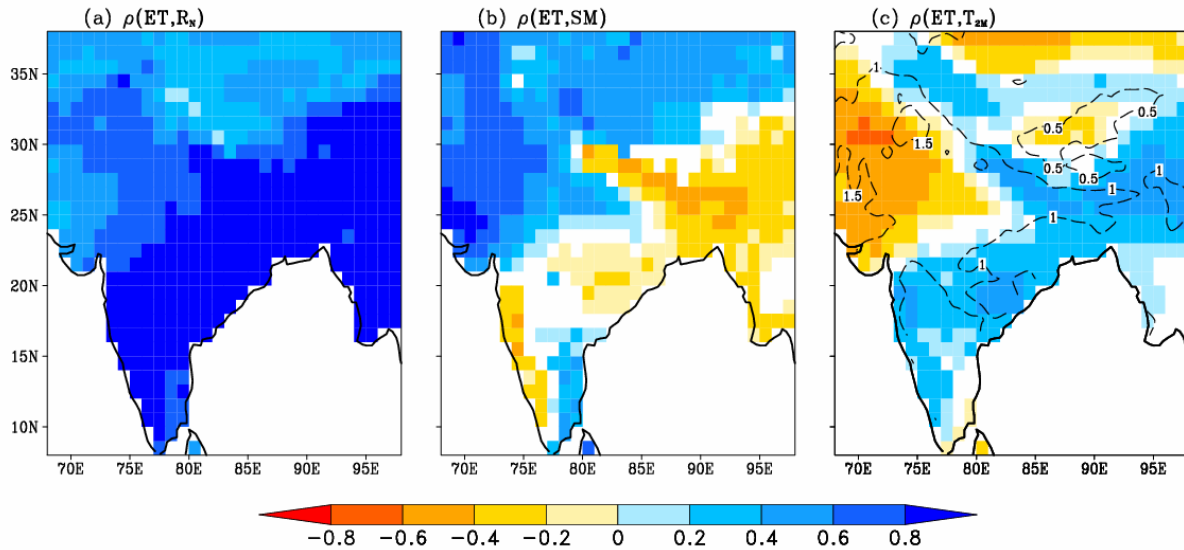 (a) ρ(ET,R_N) (b) ρ(ET,SM) (c) ρ(ET,T_2M)
35N
30N
25N
20N
15N
10N
1
0.5
0.5
1.5
0.5
0.5
1
1.5
1
1
1
70E 75E 80E 85E 90E 95E 70E 75E 80E 85E 90E 95E 70E 75E 80E 85E 90E 95E
−0.8 −0.6 −0.4 −0.2 0 0.2 0.4 0.6 0.8